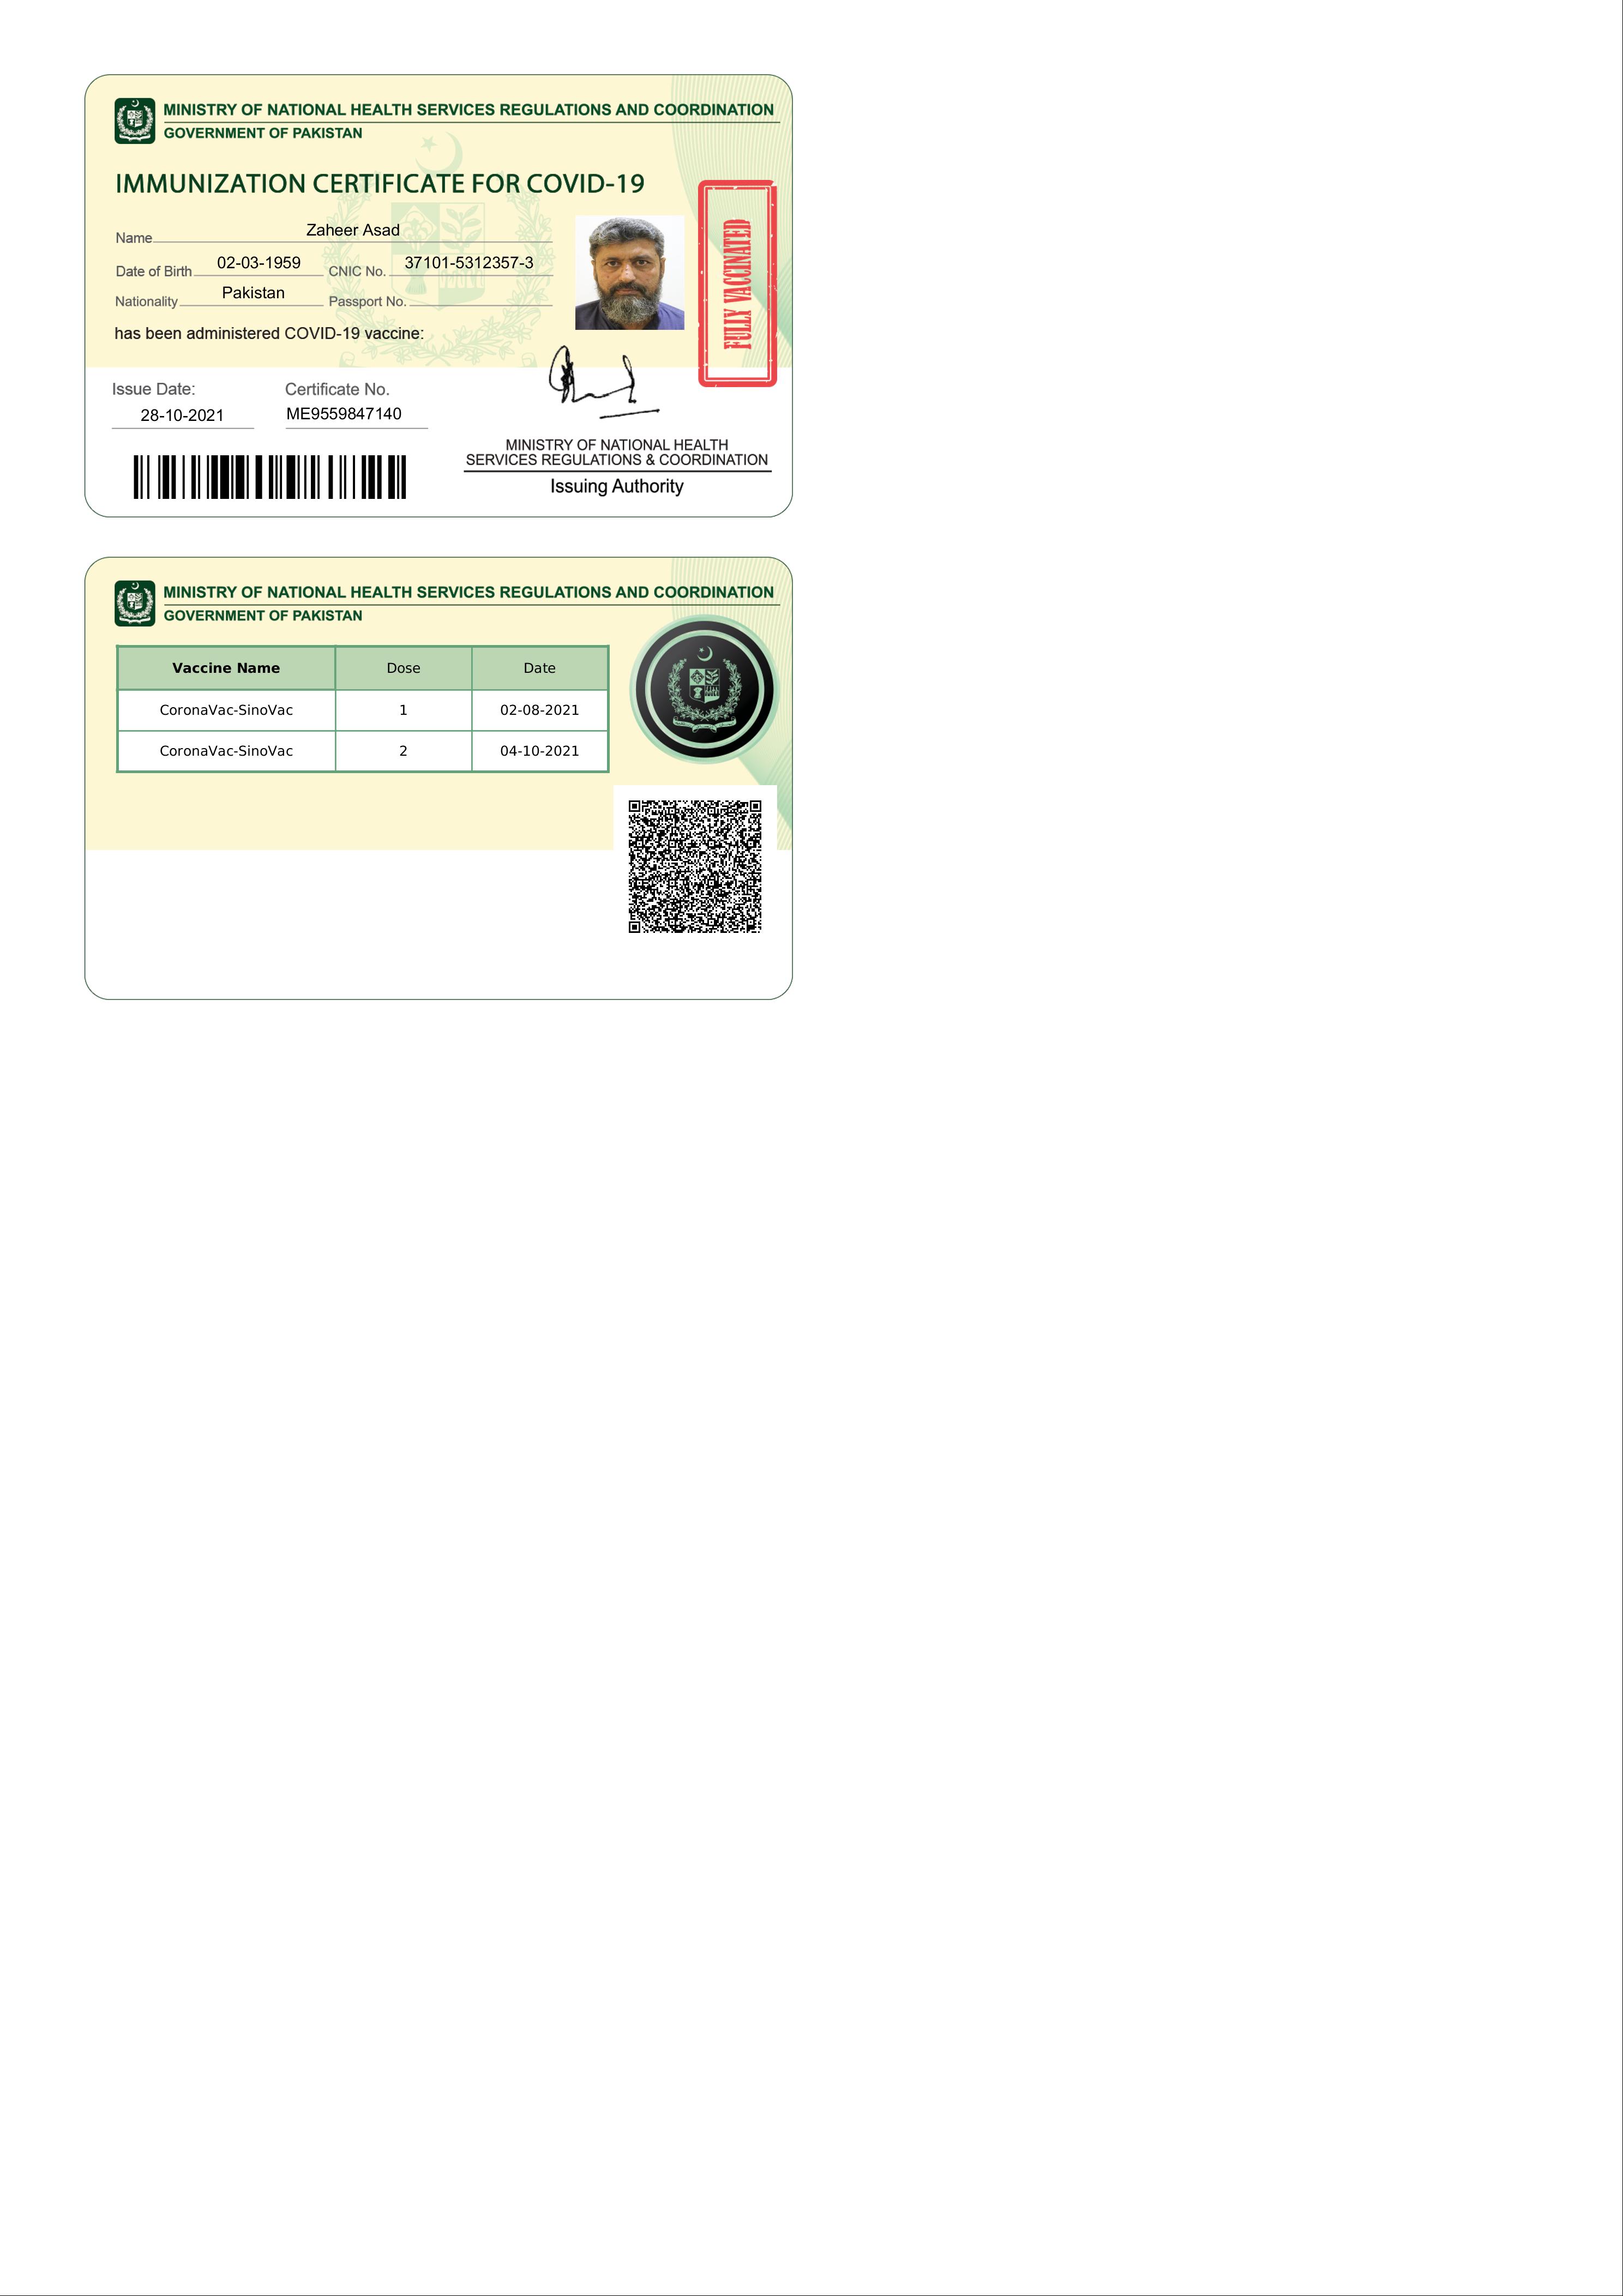 MINISTRY OF NATIONAL HEALTH SERVICES REGULATIONS AND COORDINATION
GOVERNMENT OF PAKISTAN
IMMUNIZATION CERTIFICATE FOR COVID-19
Name Zaheer Asad
Date of Birth 02-03-1959 CNIC No. 37101-5312357-3
Nationality Pakistan Passport No.
has been administered COVID-19 vaccine:
FULLY VACCINATED
Issue Date: Certificate No.
28-10-2021 ME9559847140
MINISTRY OF NATIONAL HEALTH
SERVICES REGULATIONS & COORDINATION
Issuing Authority
MINISTRY OF NATIONAL HEALTH SERVICES REGULATIONS AND COORDINATION
GOVERNMENT OF PAKISTAN
Vaccine Name Dose Date
CoronaVac-SinoVac 1 02-08-2021
CoronaVac-SinoVac 2 04-10-2021